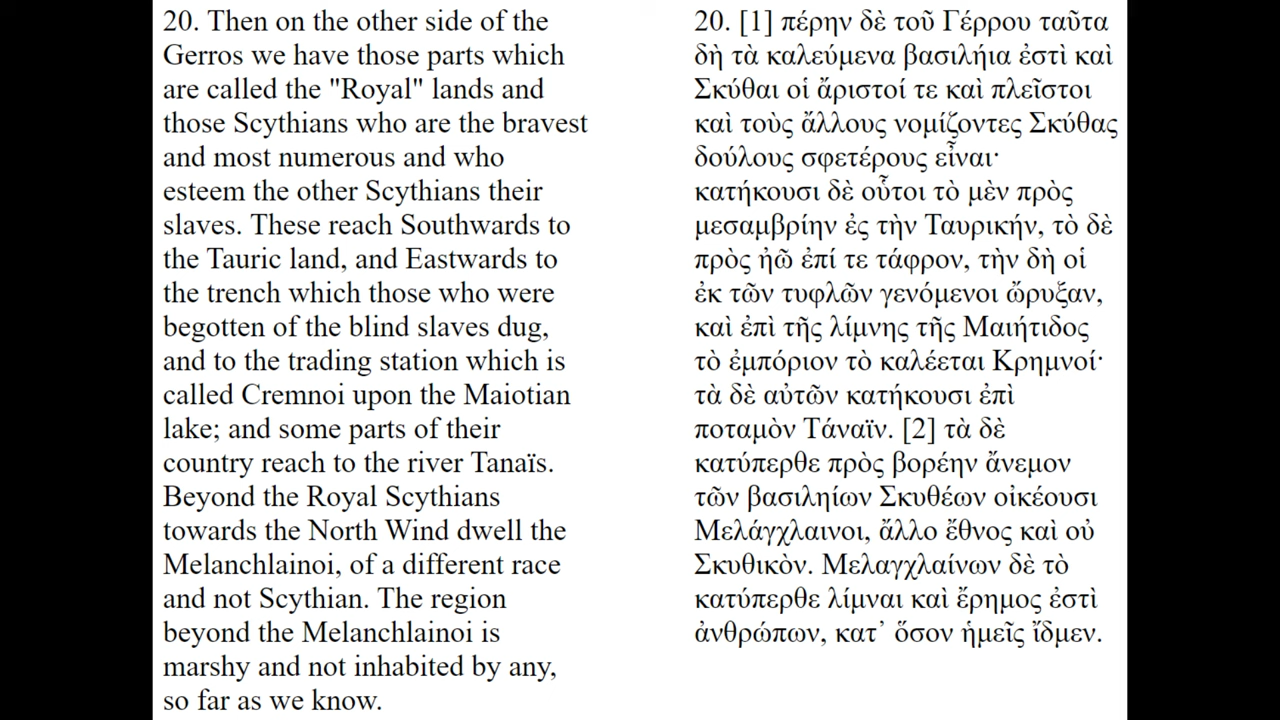 20. Then on the other side of the
Gerros we have those parts which
are called the "Royal" lands and
those Scythians who are the bravest
and most numerous and who
esteem the other Scythians their
slaves. These reach Southwards to
the Tauric land, and Eastwards to
the trench which those who were
begotten of the blind slaves dug,
and to the trading station which is
called Cremnoi upon the Maiotian
lake; and some parts of their
country reach to the river Tanaïs.
Beyond the Royal Scythians
towards the North Wind dwell the
Melanchlainoi, of a different race
and not Scythian. The region
beyond the Melanchlainoi is
marshy and not inhabited by any,
so far as we know.
20. [1] πέρην δὲ τοῦ Γέρρου ταῦτα
δὴ τὰ καλεύμενα βασιλήια ἐστὶ καὶ
Σκύθαι οἱ ἄριστοί τε καὶ πλεῖστοι
καὶ τοὺς ἄλλους νομίζοντες Σκύθας
δούλους σφετέρους εἶναι·
κατήκουσι δὲ οὗτοι τὸ μὲν πρὸς
μεσαμβρίην ἐς τὴν Ταυρικήν, τὸ δὲ
πρὸς ἠῶ ἐπί τε τάφρον, τὴν δὴ οἱ
ἐκ τῶν τυφλῶν γενόμενοι ὤρυξαν,
καὶ ἐπὶ τῆς λίμνης τῆς Μαιήτιδος
τὸ ἐμπόριον τὸ καλέεται Κρημνοί·
τὰ δὲ αὐτῶν κατήκουσι ἐπὶ
ποταμὸν Τάναϊν. [2] τὰ δὲ
κατύπερθε πρὸς βορέην ἄνεμον
τῶν βασιληίων Σκυθέων οἰκέουσι
Μελάγχλαινοι, ἄλλο ἔθνος καὶ οὐ
Σκυθικὸν. Μελαγχλαίνων δὲ τὸ
κατύπερθε λίμναι καὶ ἔρημος ἐστὶ
ἀνθρώπων, κατ᾽ ὅσον ἡμεῖς ἴδμεν.